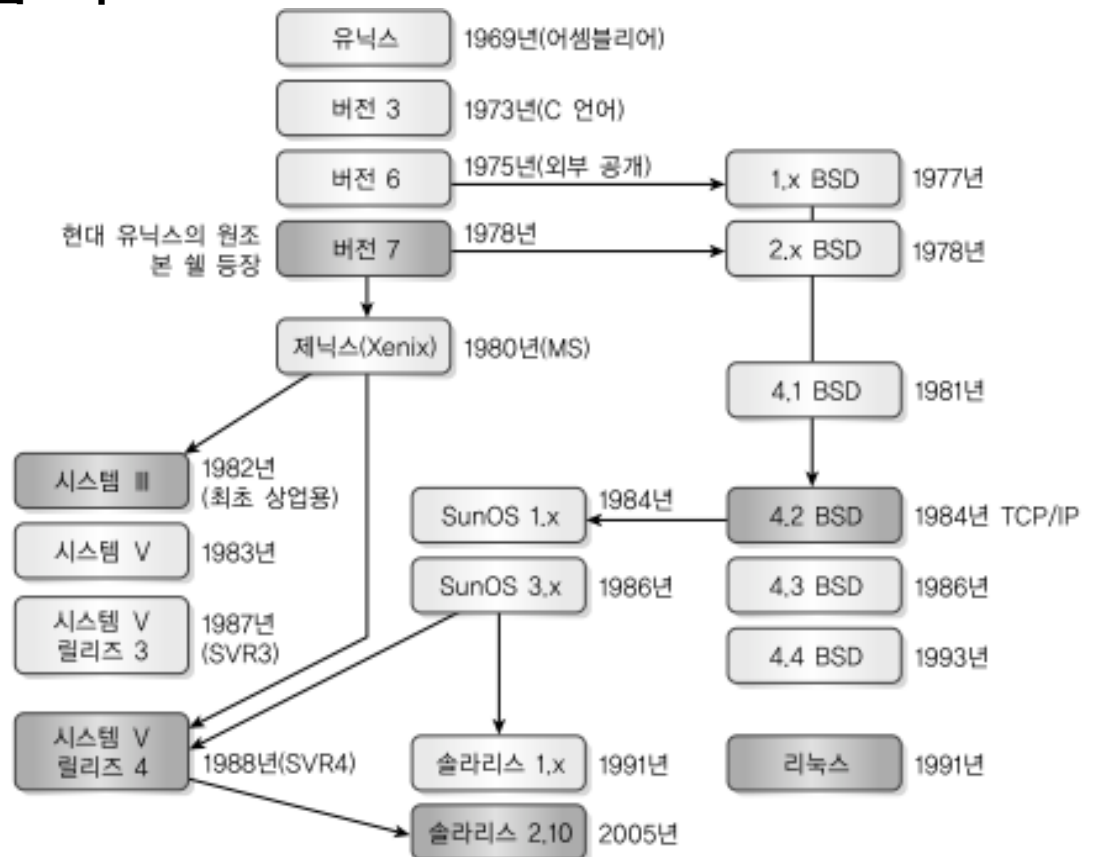 유닉스 1969년(어셈블리어)
버전 3 1973년(C 언어)
버전 6 1975년(외부 공개) 1.x BSD 1977년
현대 유닉스의 원조
본 쉘 등장
버전 7 1978년 2.x BSD 1978년
제닉스(Xenix) 1980년(MS)
4.1 BSD 1981년
시스템 Ⅲ 1982년
(최초 상업용)
SunOS 1.x 1984년 4.2 BSD 1984년 TCP/IP
시스템 V 1983년
SunOS 3.x 1986년 4.3 BSD 1986년
시스템 V
릴리즈 3
1987년
(SVR3)
4.4 BSD 1993년
시스템 V
릴리즈 4
1988년(SVR4)
솔라리스 1.x 1991년 리눅스 1991년
솔라리스 2.10 2005년